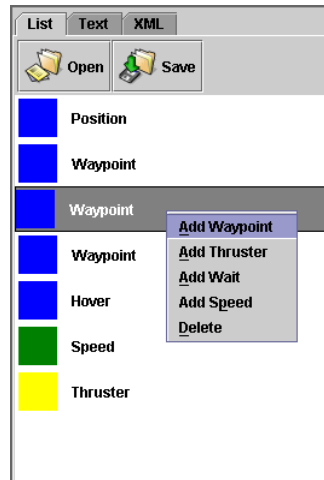 List Text XML
Open Save
Position
Waypoint
Waypoint
Add Waypoint
Waypoint
Add Thruster
Add Wait
Hover
Add Speed
Delete
Speed
Thruster